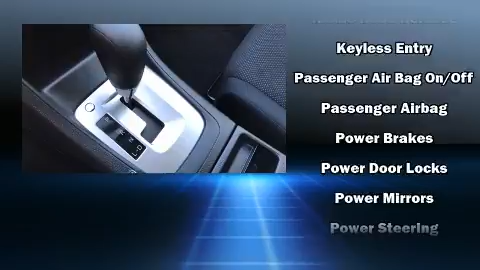 Keyless Entry
Passenger Air Bag On/Off
Passenger Airbag
Power Brakes
Power Door Locks
Power Mirrors
Power Steering